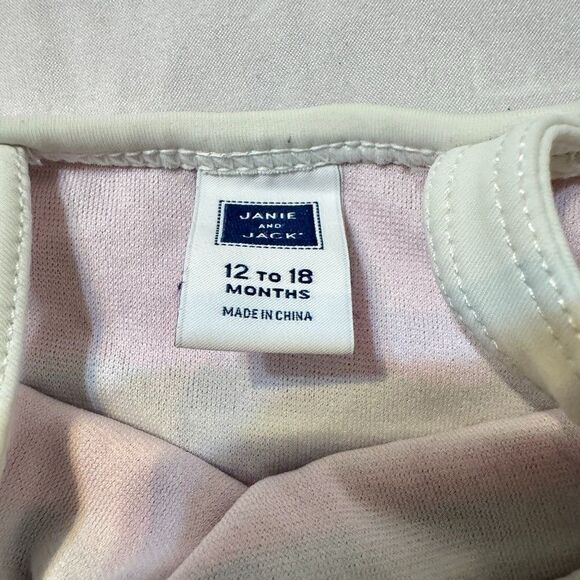 JANIE
AND
JACK
12 TO 18
MONTHS
MADE IN CHINA